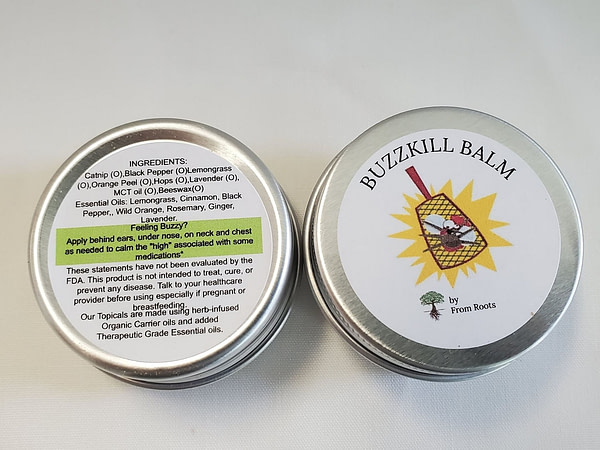 INGREDIENTS:
Catnip (O),Black Pepper (O)Lemongrass
(O),Orange Peel (O),Hops (O),Lavender (O),
MCT oil (O),Beeswax(O)
Essential Oils: Lemongrass, Cinnamon, Black
Pepper,, Wild Orange, Rosemary, Ginger,
Lavender.
Feeling Buzzy?
Apply behind ears, under nose, on neck and chest
as needed to calm the "high" associated with some
medications*
These statements have not been evaluated by the
FDA. This product is not intended to treat, cure, or
prevent any disease. Talk to your healthcare
provider before using especially if pregnant or
breastfeeding.
Our Topicals are made using herb-infused
Organic Carrier oils and added
Therapeutic Grade Essential oils.
BUZZKILL BALM
by
From Roots